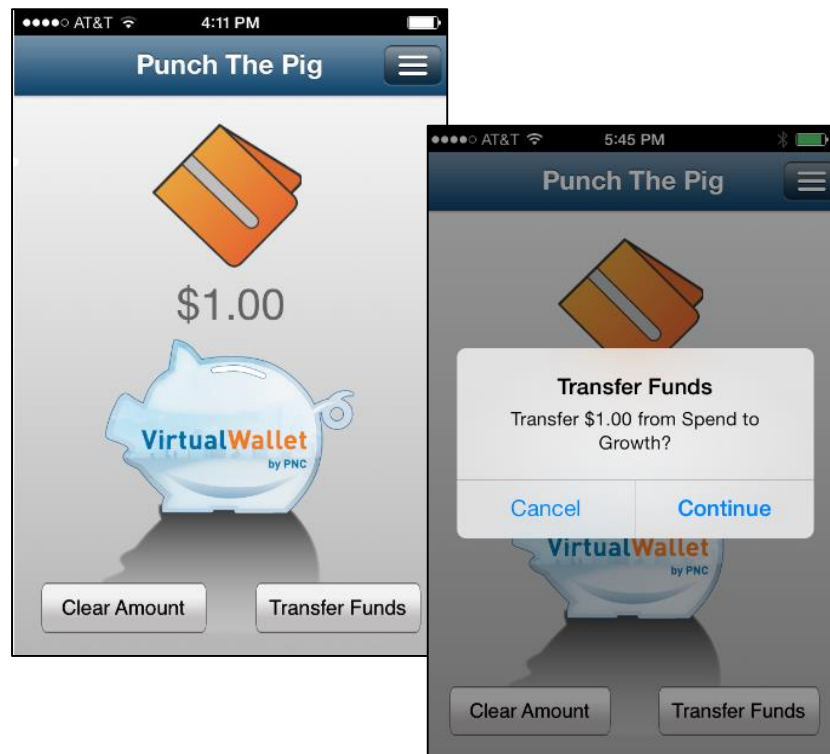 AT&T 4:11 PM
Punch The Pig
$1.00
VirtualWallet
by PNC
Clear Amount Transfer Funds
AT&T 5:45 PM
Punch The Pig
Transfer Funds
Transfer $1.00 from Spend to
Growth?
Cancel Continue
VirtualWallet
by PNC
Clear Amount Transfer Funds